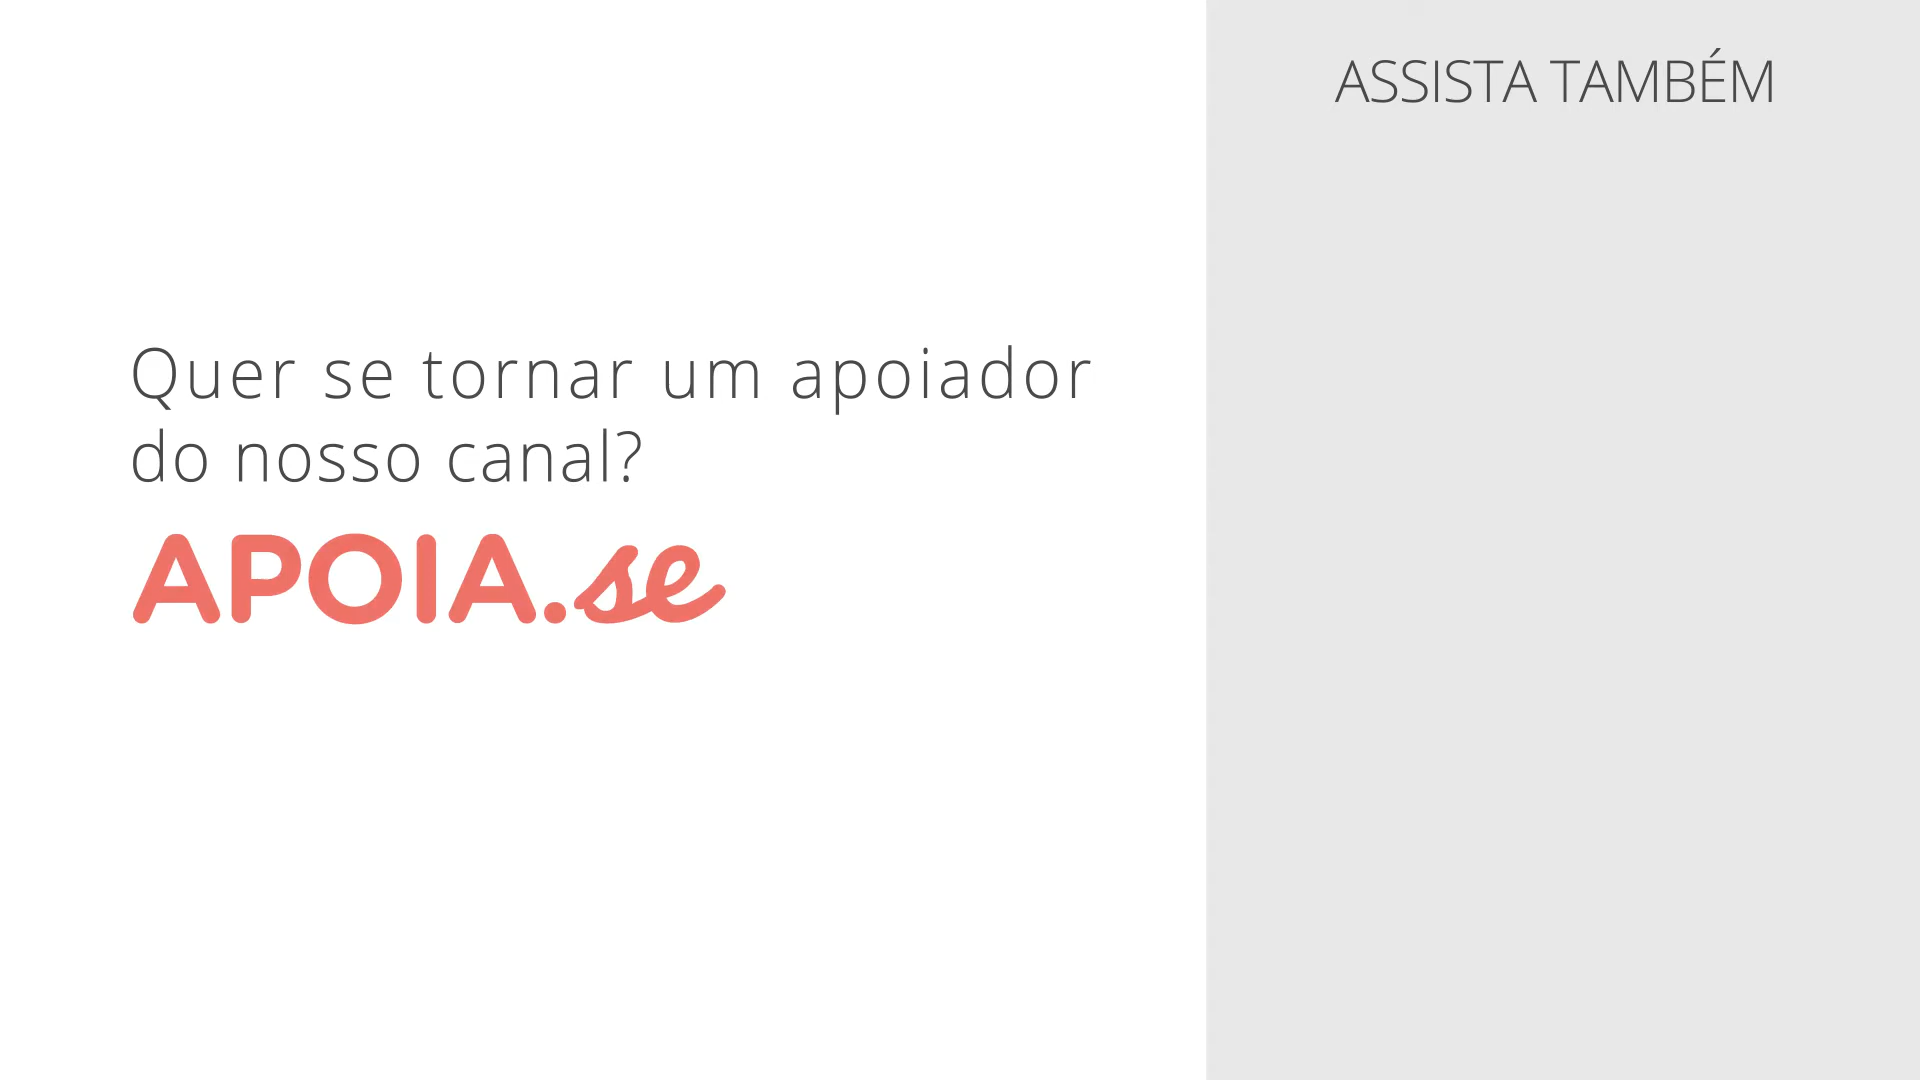 Quer se tornar um apoiador
do nosso canal?
APOIA.se
ASSISTA TAMBÉM